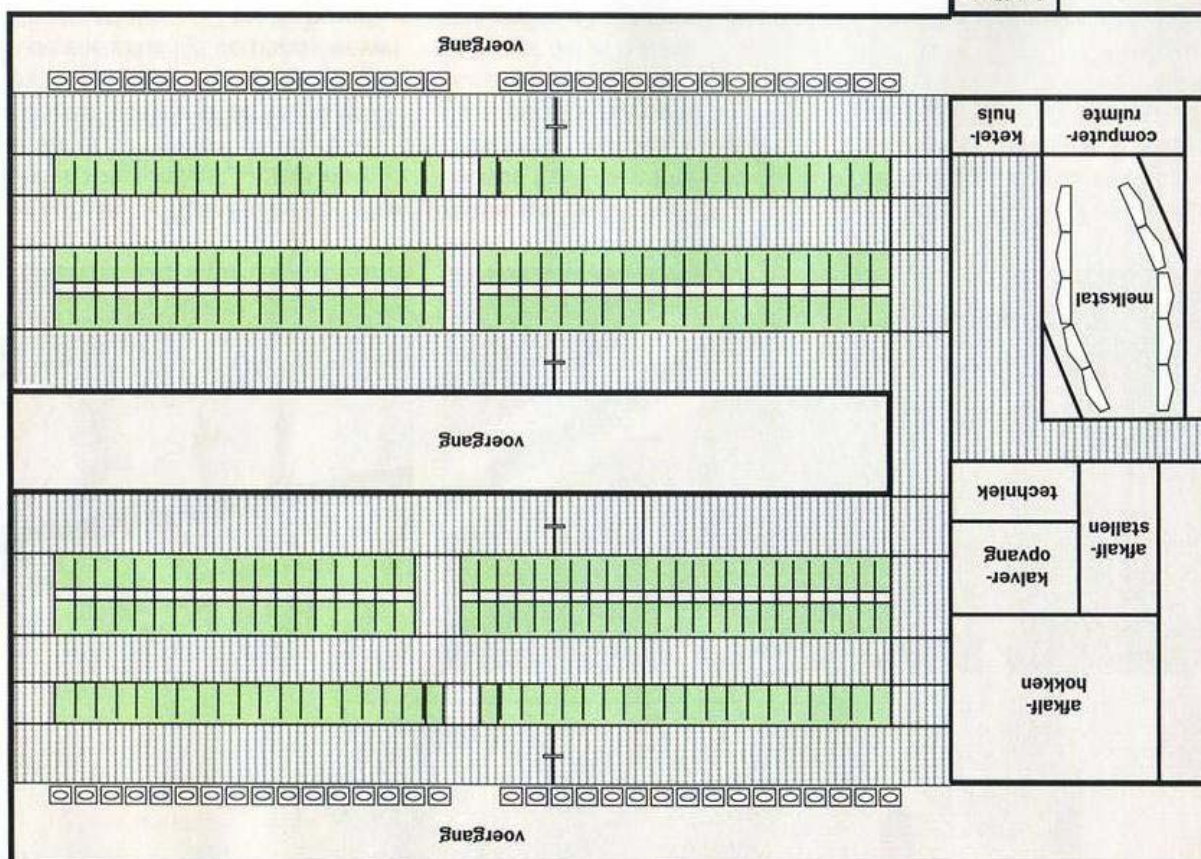 voergang
afkalf-
hokken
kalver-
opvang
afkalf-
stallen
techniek
voergang
melkstal
computer-
ruimte
ketel-
huis
voergang